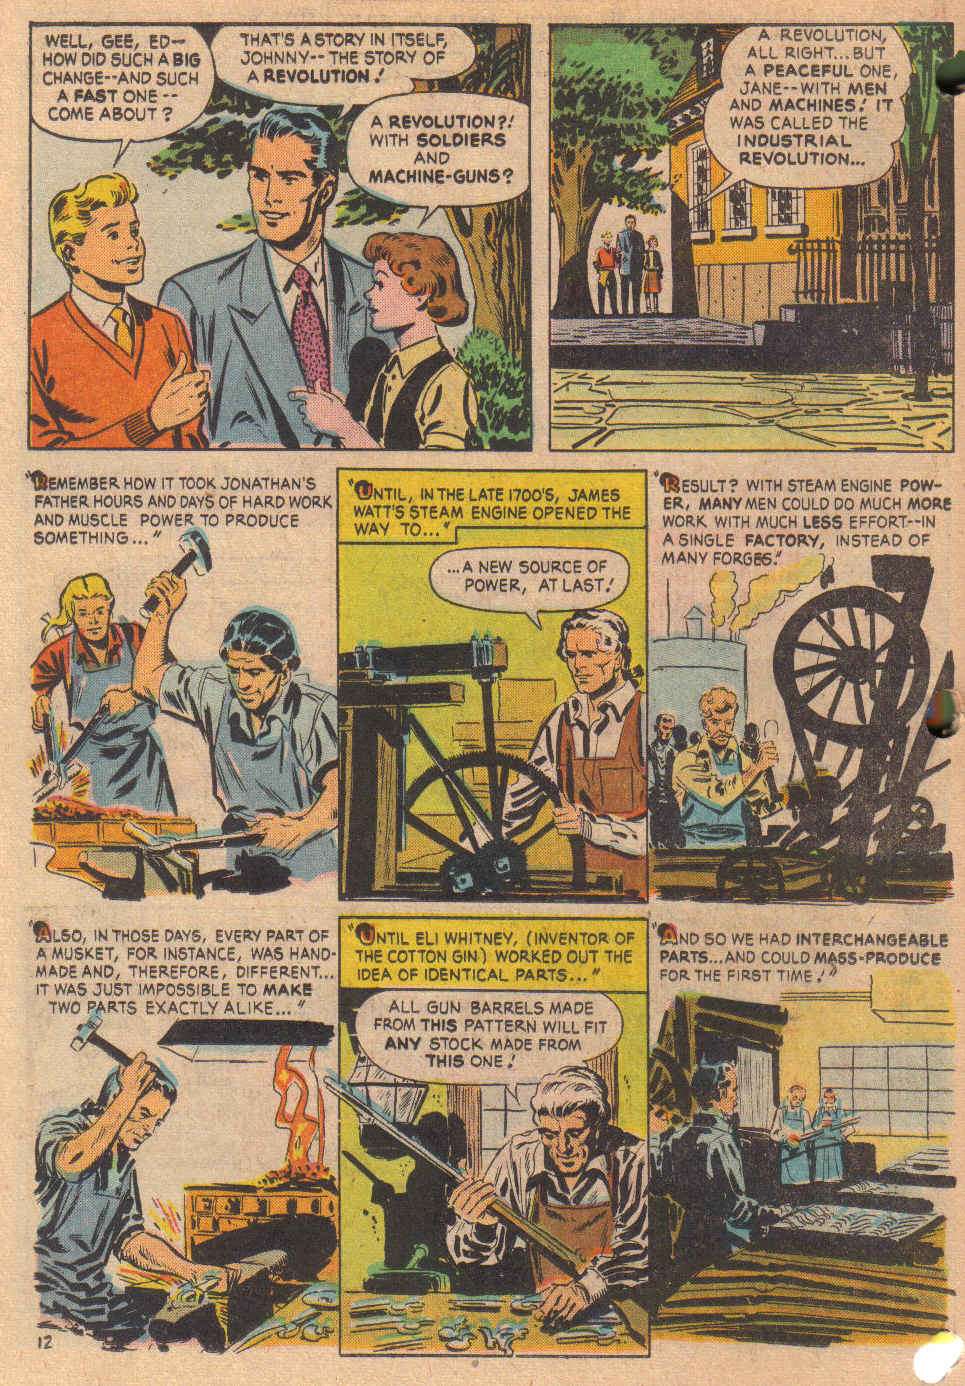 WELL, GEE, ED—
HOW DID SUCH A BIG
CHANGE--AND SUCH
A FAST ONE--
COME ABOUT?
THAT'S A STORY IN ITSELF,
JOHNNY--THE STORY OF
A REVOLUTION!
A REVOLUTION?!
WITH SOLDIERS
AND
MACHINE-GUNS?
A REVOLUTION,
ALL RIGHT...BUT
A PEACEFUL ONE,
JANE--WITH MEN
AND MACHINES! IT
WAS CALLED THE
INDUSTRIAL
REVOLUTION...
"REMEMBER HOW IT TOOK JONATHAN'S
FATHER HOURS AND DAYS OF HARD WORK
AND MUSCLE POWER TO PRODUCE
SOMETHING..."
"UNTIL, IN THE LATE 1700'S, JAMES
WATT'S STEAM ENGINE OPENED THE
WAY TO..."
...A NEW SOURCE OF
POWER, AT LAST!
"RESULT? WITH STEAM ENGINE POW-
ER, MANY MEN COULD DO MUCH MORE
WORK WITH MUCH LESS EFFORT--IN
A SINGLE FACTORY, INSTEAD OF
MANY FORGES."
"ALSO, IN THOSE DAYS, EVERY PART OF
A MUSKET, FOR INSTANCE, WAS HAND-
MADE AND, THEREFORE, DIFFERENT...
IT WAS JUST IMPOSSIBLE TO MAKE
TWO PARTS EXACTLY ALIKE..."
"UNTIL ELI WHITNEY, (INVENTOR OF
THE COTTON GIN) WORKED OUT THE
IDEA OF IDENTICAL PARTS..."
ALL GUN BARRELS MADE
FROM THIS PATTERN WILL FIT
ANY STOCK MADE FROM
THIS ONE!
"AND SO WE HAD INTERCHANGEABLE
PARTS...AND COULD MASS-PRODUCE
FOR THE FIRST TIME!"
12